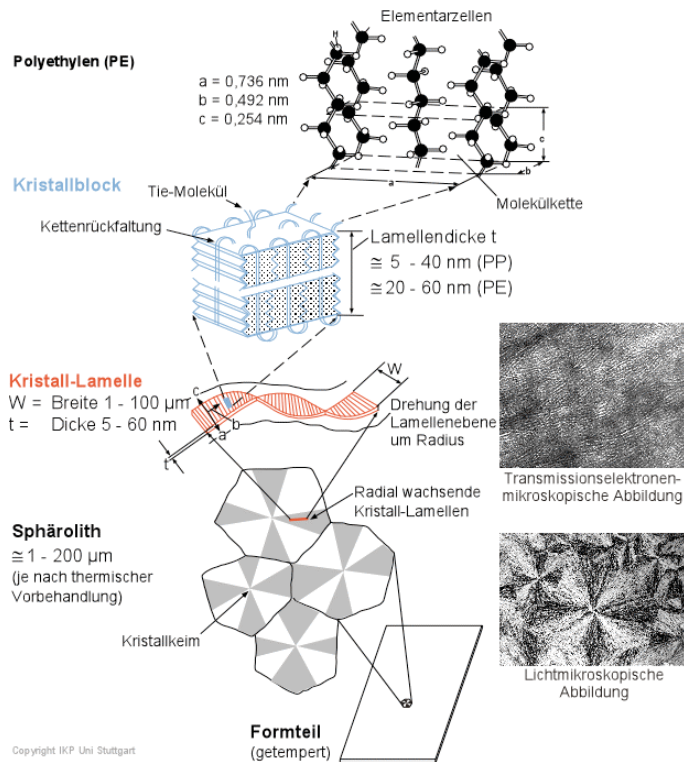 Elementarzellen
Polyethylen (PE)
H
a = 0,736 nm
b = 0,492 nm
c = 0,254 nm
c
b
a
Molekülkette
Kristallblock
Tie-Molekül
Kettenrückfaltung
Lamellendicke t
≅ 5 - 40 nm (PP)
≅ 20 - 60 nm (PE)
Kristall-Lamelle
W = Breite 1 - 100 µm
t = Dicke 5 - 60 nm
c
b
a
t
W
Drehung der
Lamellenebene
um Radius
Transmissionselektronen-
mikroskopische Abbildung
Radial wachsende
Kristall-Lamellen
Sphärolith
≅ 1 - 200 µm
(je nach thermischer
Vorbehandlung)
Kristallkeim
Lichtmikroskopische
Abbildung
Formteil
(getempert)
Copyright IKP Uni Stuttgart